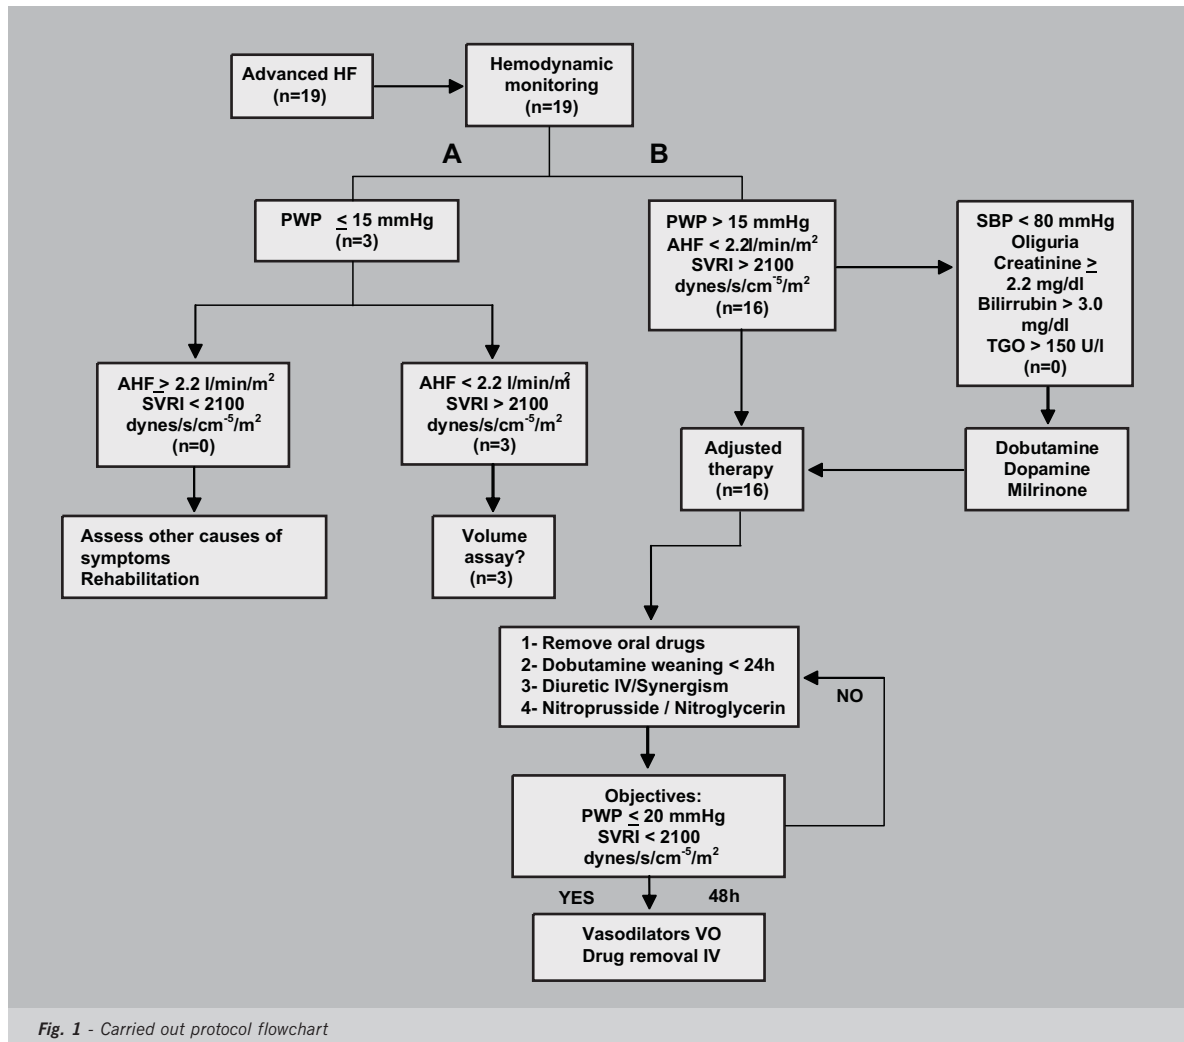 Advanced HF
(n=19)
Hemodynamic
monitoring
(n=19)
A
B
PWP ≤ 15 mmHg
(n=3)
PWP > 15 mmHg
AHF < 2.2l/min/m²
SVRI > 2100
dynes/s/cm⁻⁵/m²
(n=16)
SBP < 80 mmHg
Oliguria
Creatinine ≥
2.2 mg/dl
Bilirrubin > 3.0
mg/dl
TGO > 150 U/l
(n=0)
AHF ≥ 2.2 l/min/m²
SVRI < 2100
dynes/s/cm⁻⁵/m²
(n=0)
AHF < 2.2 l/min/m²
SVRI > 2100
dynes/s/cm⁻⁵/m²
(n=3)
Adjusted
therapy
(n=16)
Dobutamine
Dopamine
Milrinone
Assess other causes of
symptoms
Rehabilitation
Volume
assay?
(n=3)
1- Remove oral drugs
2- Dobutamine weaning < 24h
3- Diuretic IV/Synergism
4- Nitroprusside / Nitroglycerin
NO
Objectives:
PWP ≤ 20 mmHg
SVRI < 2100
dynes/s/cm⁻⁵/m²
YES
48h
Vasodilators VO
Drug removal IV
Fig. 1 - Carried out protocol flowchart